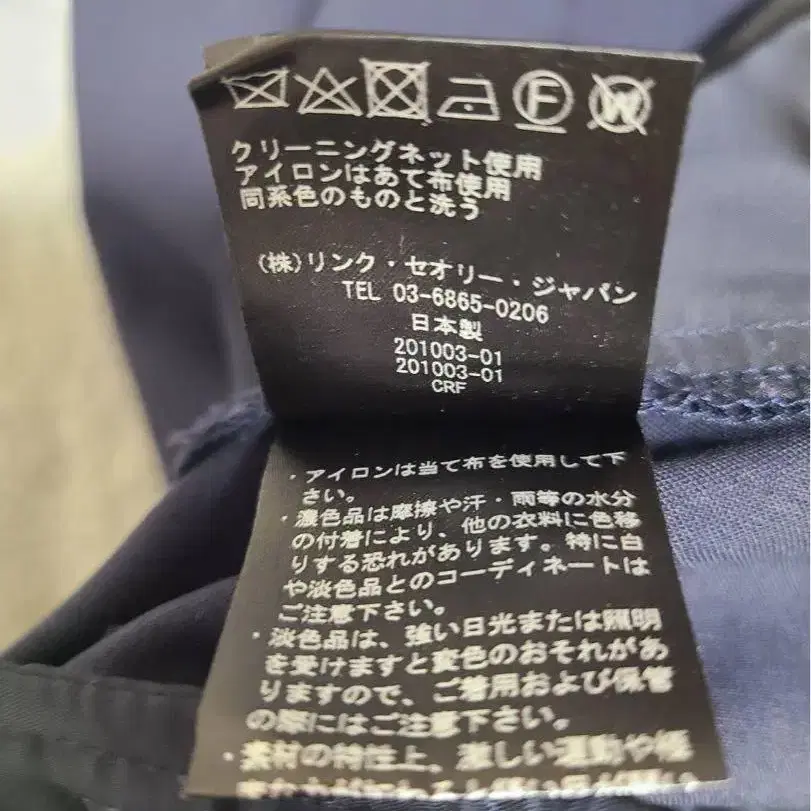 F W
クリーニングネット使用
アイロンはあて布使用
同系色のものと洗う
(株)リンク・セオリー・ジャパン
TEL 03-6865-0206
日本製
201003-01
201003-01
CRF
・アイロンは当て布を使用して下
さい。
・濃色品は摩擦や汗・雨等の水分
の付着により、他の衣料に色移
りする恐れがあります。特に白
や淡色品とのコーディネートは
ご注意下さい。
・淡色品は、強い日光または照明
を受けますと変色のおそれがあ
りますので、ご着用および保管
の際にはご注意下さい。
・素材の特性上、激しい運動や極